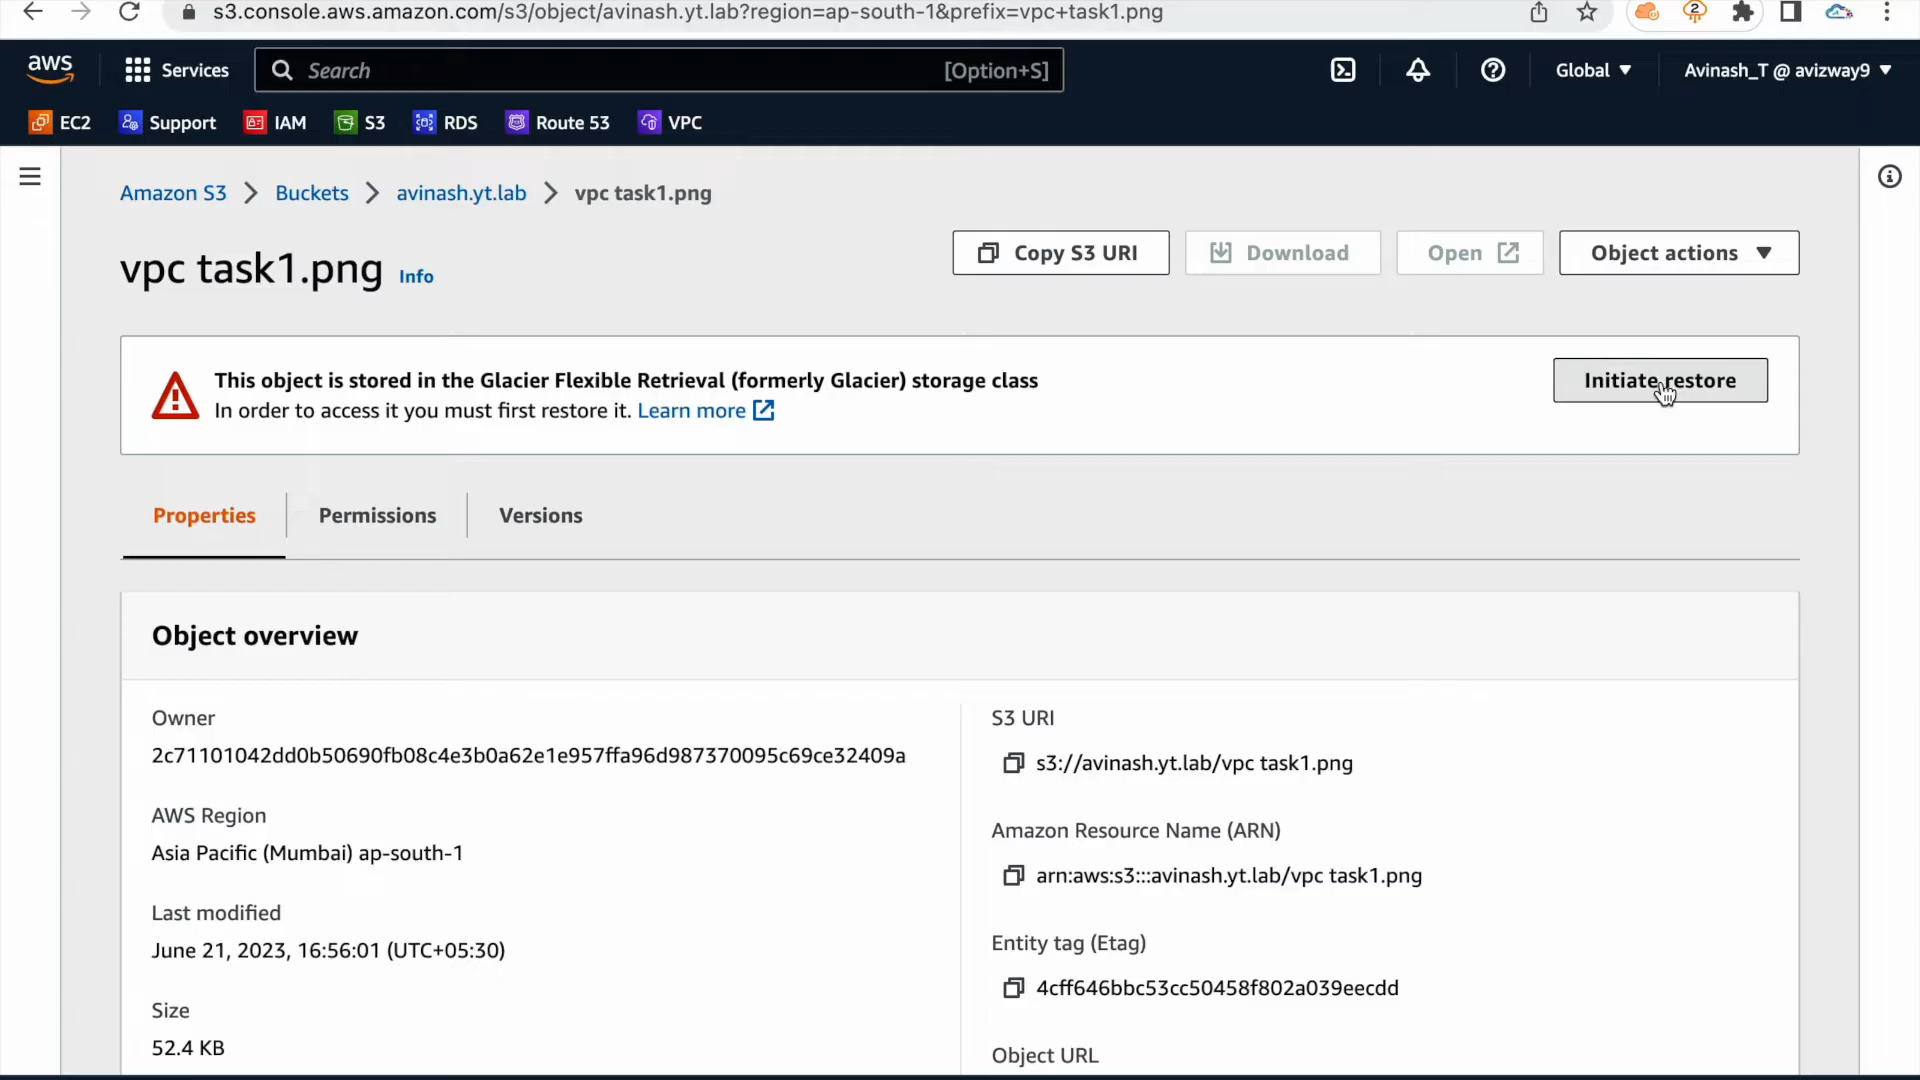 s3.console.aws.amazon.com/s3/object/avinash.yt.lab?region=ap-south-1&prefix=vpc+task1.png
2
aws
Services
Search
[Option+S]
Global
Avinash_T @ avizway9
EC2
Support
IAM
S3
RDS
Route 53
VPC
Amazon S3
Buckets
avinash.yt.lab
vpc task1.png
vpc task1.png
Info
Copy S3 URI
Download
Open
Object actions
This object is stored in the Glacier Flexible Retrieval (formerly Glacier) storage class
In order to access it you must first restore it. Learn more
Initiate restore
Properties
Permissions
Versions
Object overview
Owner
2c71101042dd0b50690fb08c4e3b0a62e1e957ffa96d987370095c69ce32409a
AWS Region
Asia Pacific (Mumbai) ap-south-1
Last modified
June 21, 2023, 16:56:01 (UTC+05:30)
Size
52.4 KB
S3 URI
s3://avinash.yt.lab/vpc task1.png
Amazon Resource Name (ARN)
arn:aws:s3:::avinash.yt.lab/vpc task1.png
Entity tag (Etag)
4cff646bbc53cc50458f802a039eecdd
Object URL